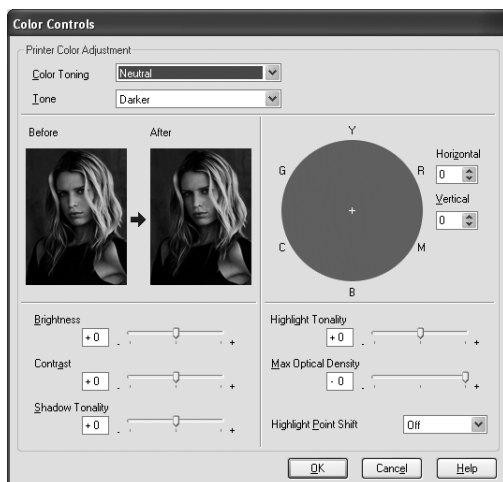 Color Controls
Printer Color Adjustment
Color Toning Neutral
Tone Darker
Before After
Y
G R
C M
B
Horizontal
0
Vertical
0
Brightness
+ 0 - +
Contrast
+ 0 - +
Shadow Tonality
+ 0 - +
Highlight Tonality
+ 0 - +
Max Optical Density
- 0 - +
Highlight Point Shift Off
OK Cancel Help